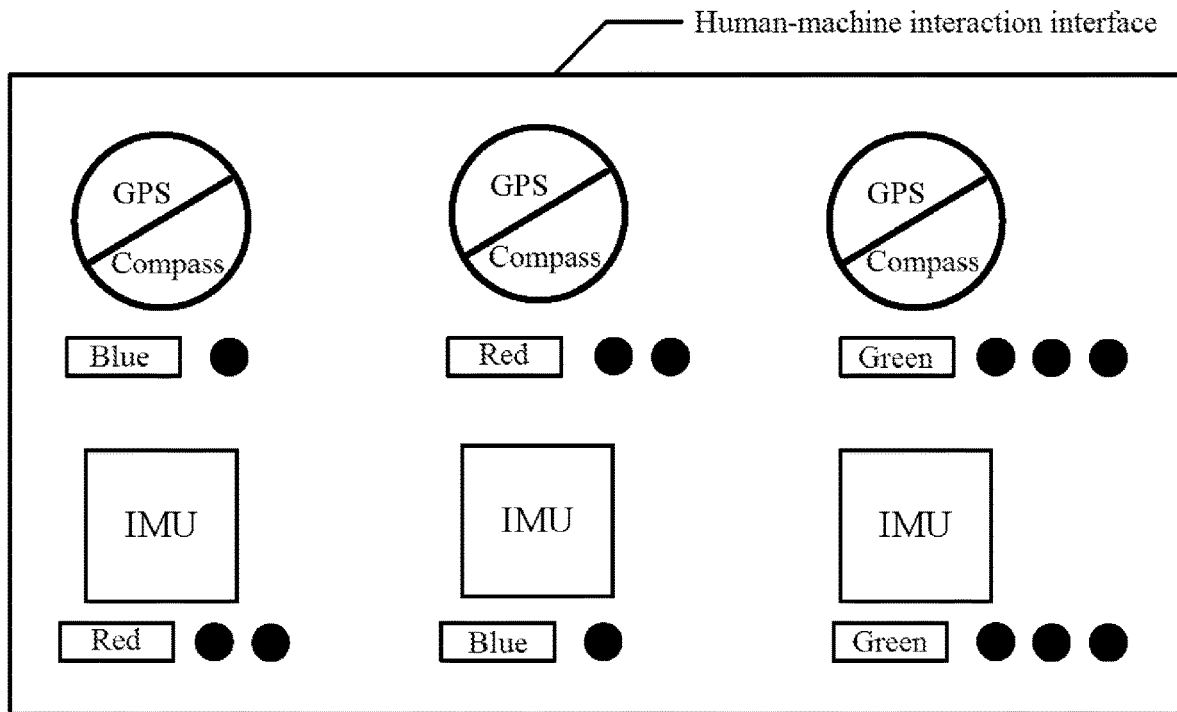 Human-machine interaction interface
GPS
Compass
GPS
Compass
GPS
Compass
Blue
Red
Green
IMU
IMU
IMU
Red
Blue
Green